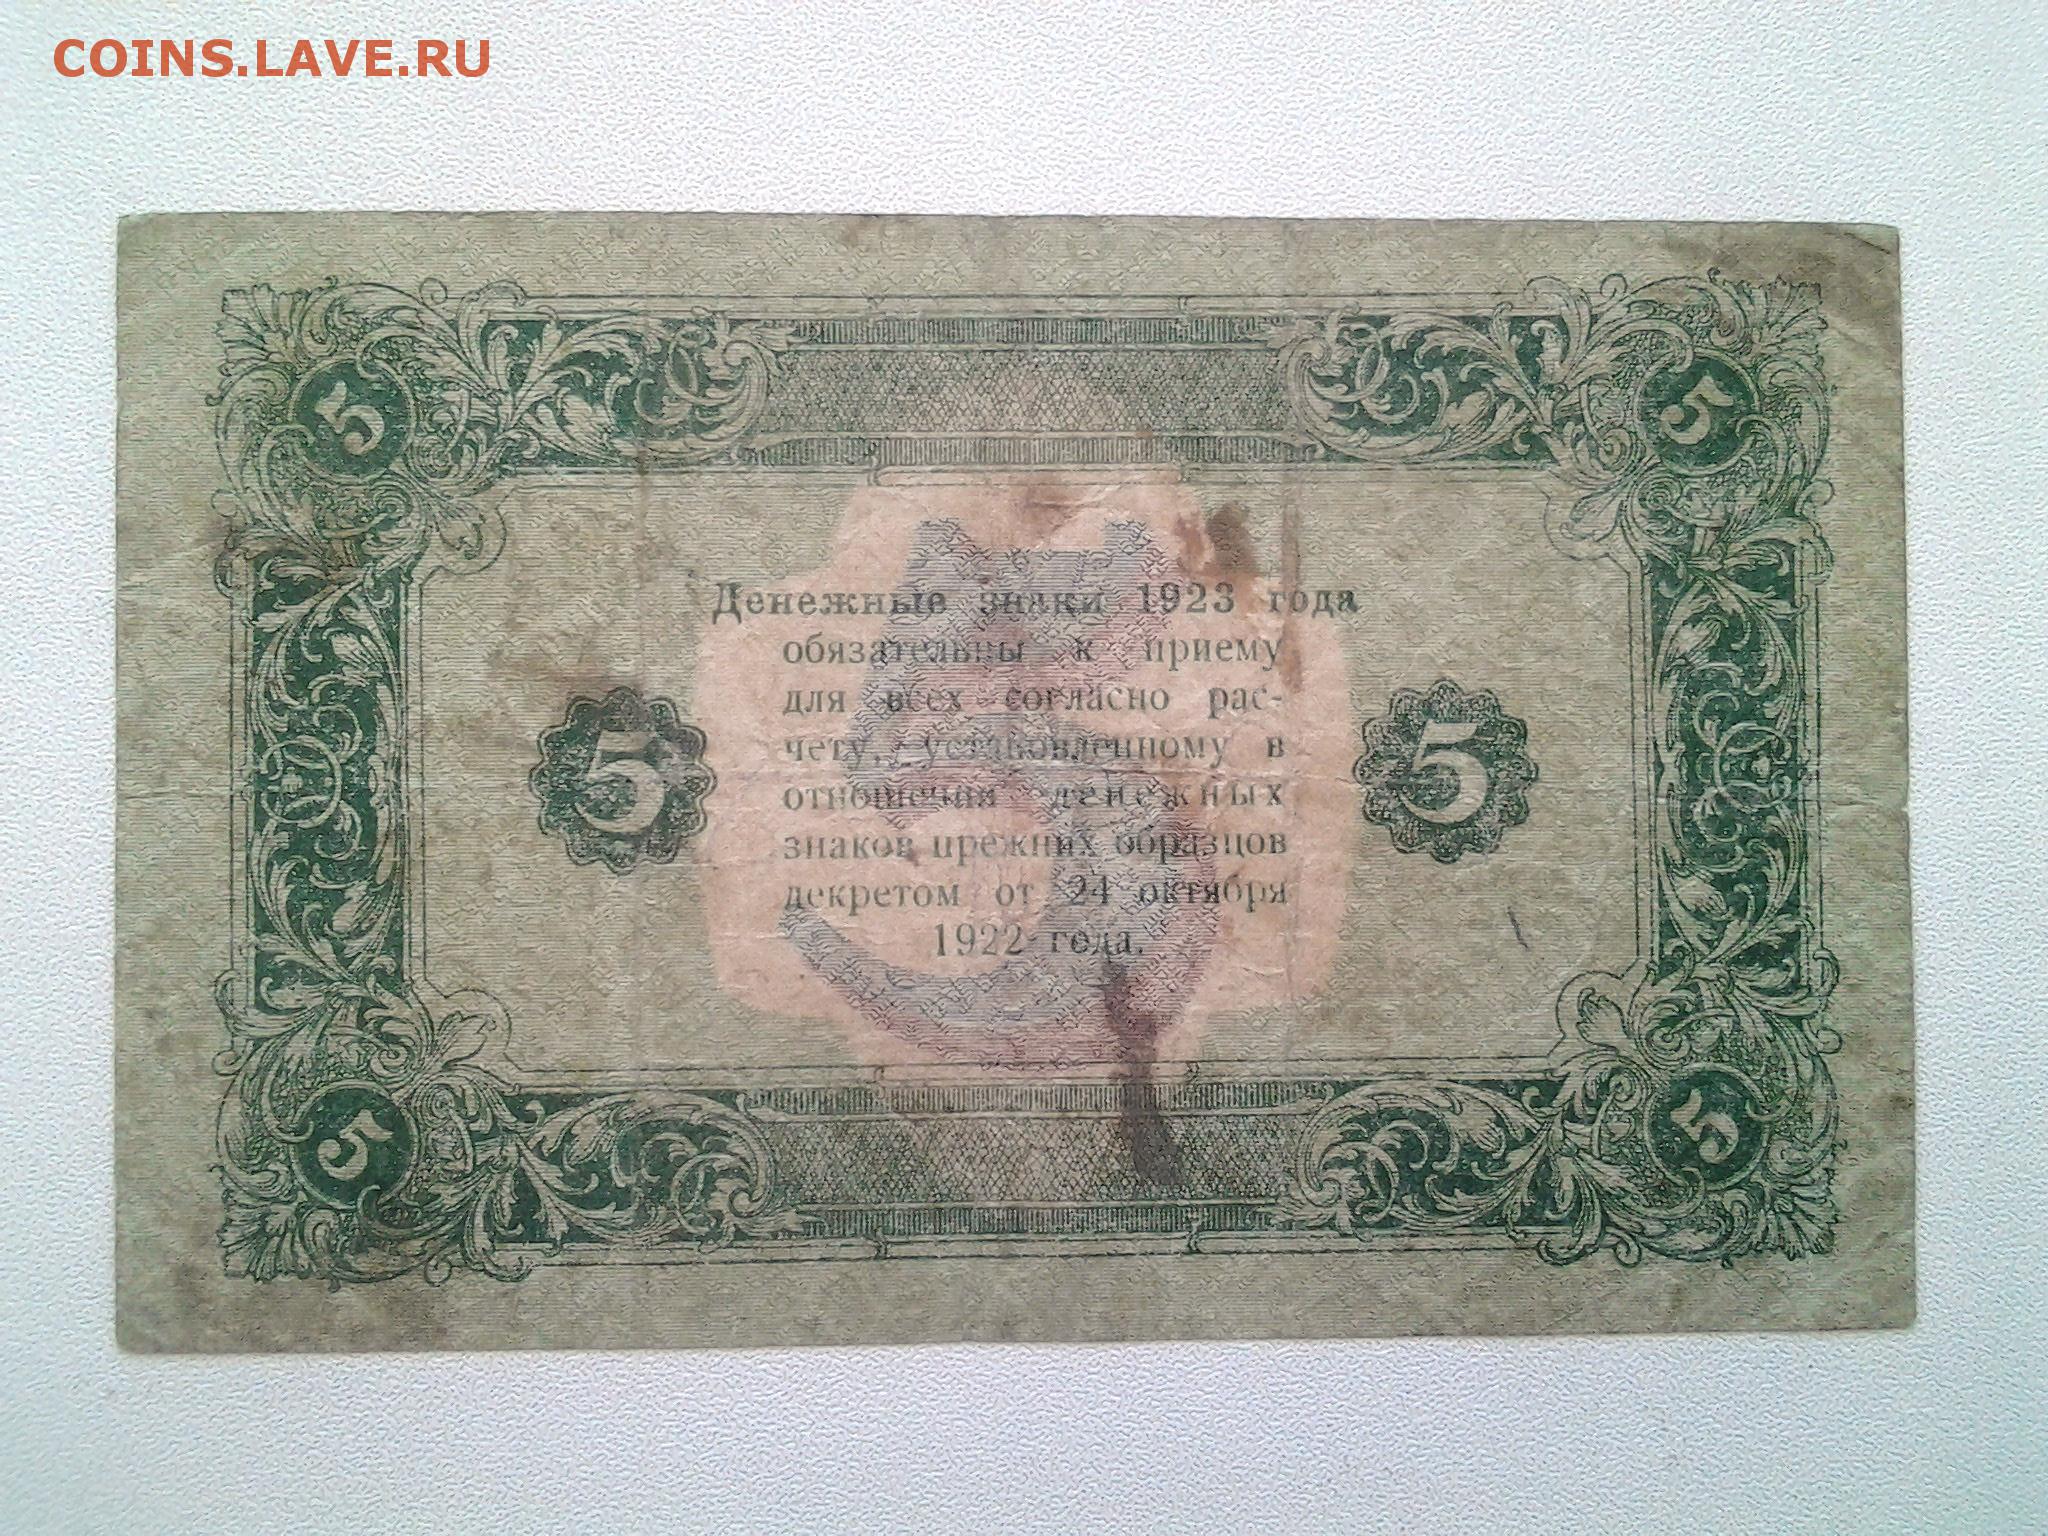 COINS.LAVE.RU
5
5
Денежные знаки 1923 года
обязательны к приему
для всех согласно рас-
чету, установленному в
отношении денежных
знаков прежних образцов
декретом от 24 октября
1922 года.
5
5
5
5
5